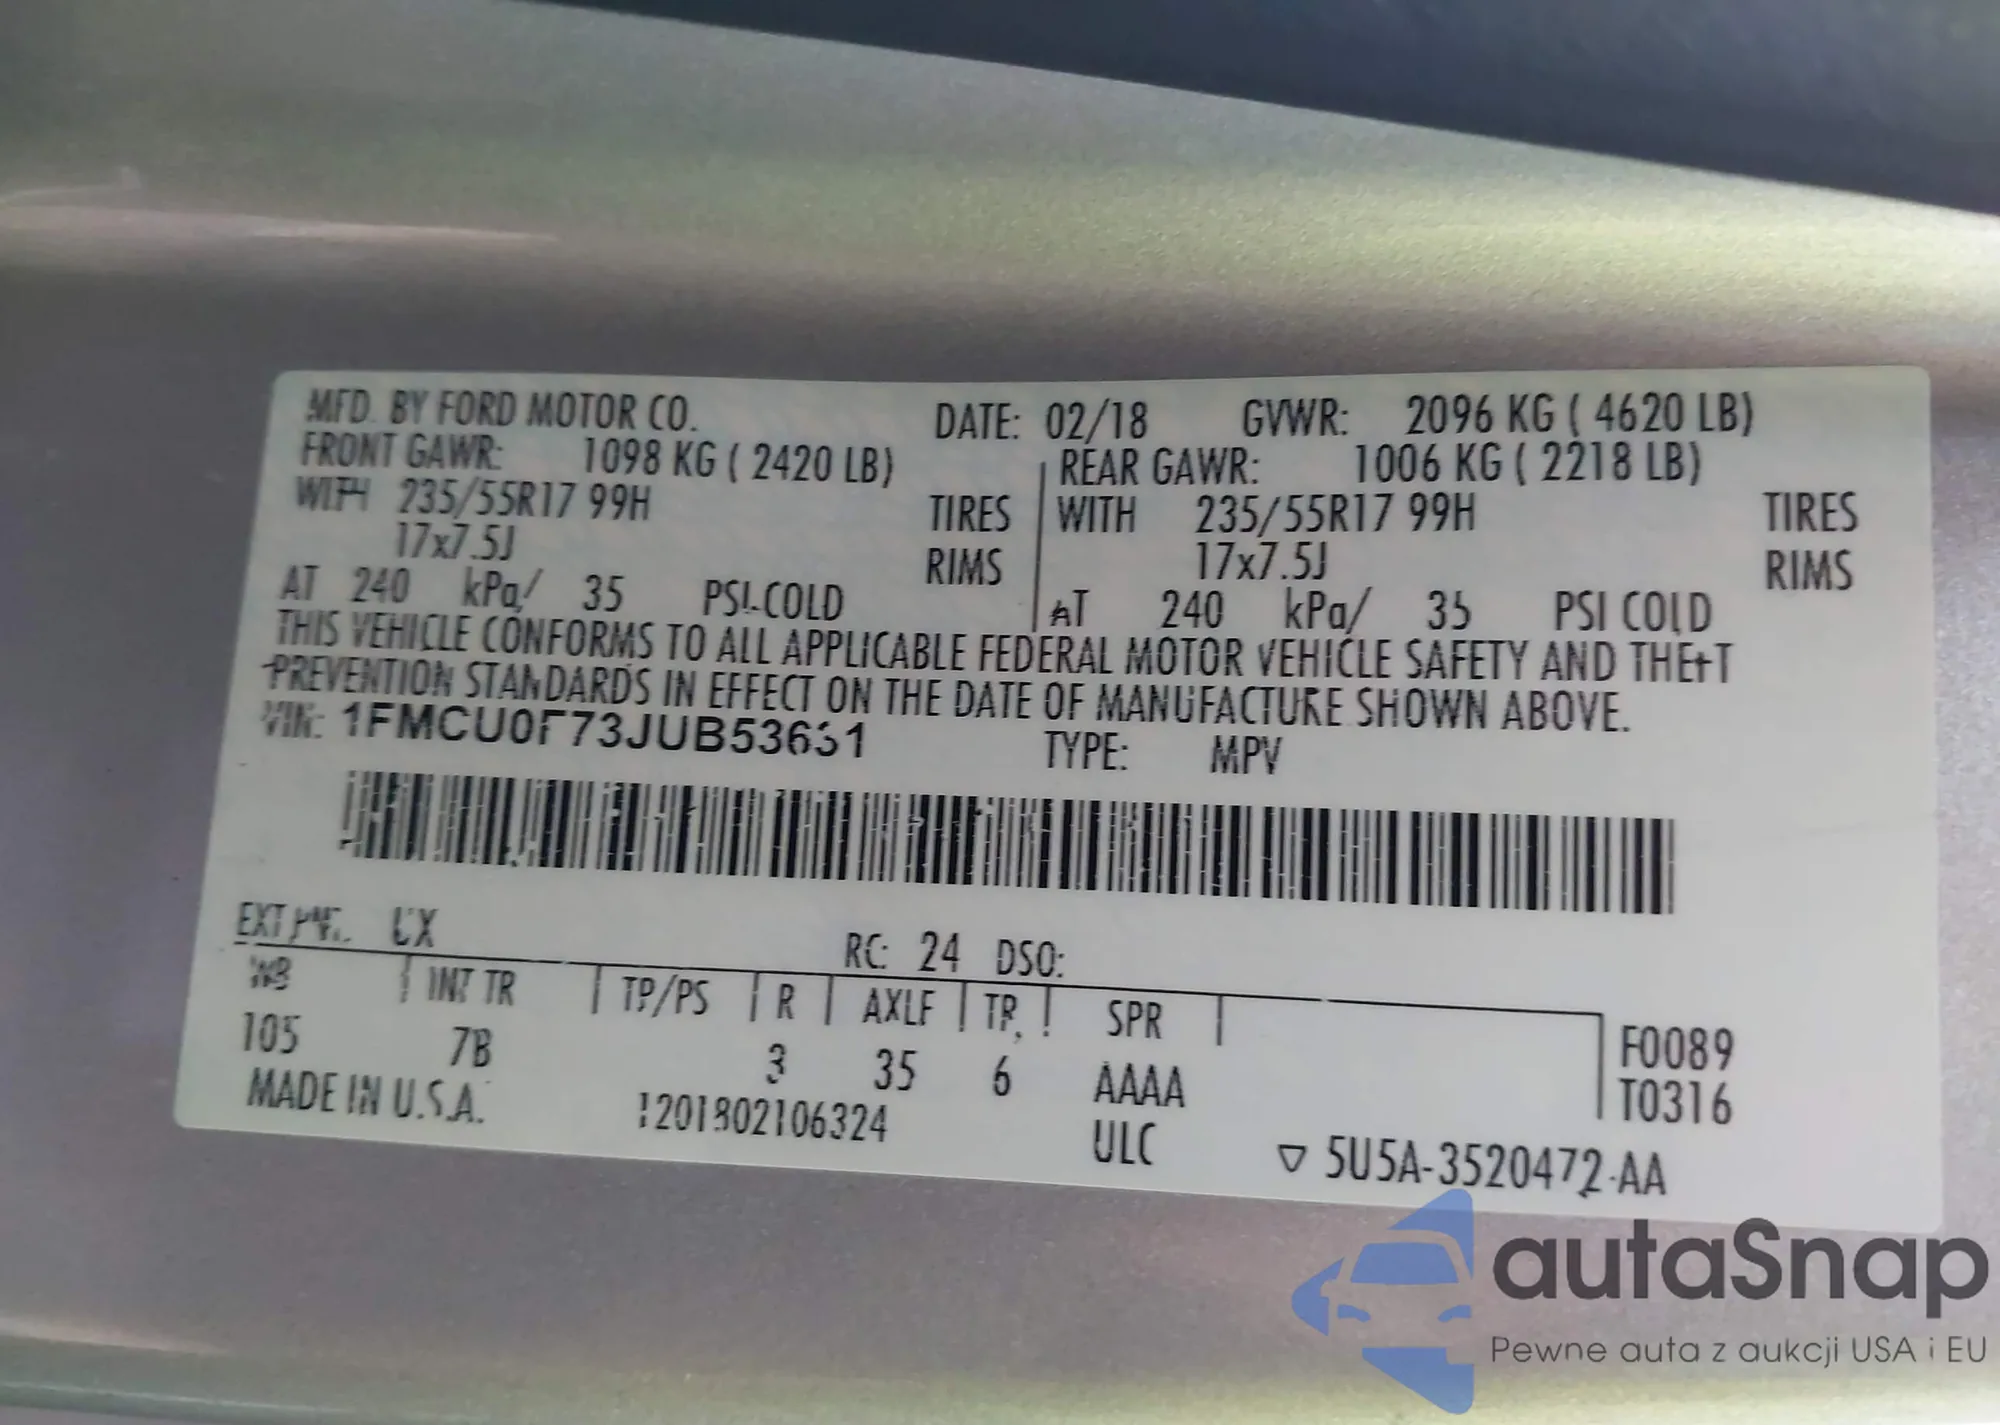 MFD. BY FORD MOTOR CO. DATE: 02/18 GVWR: 2096 KG ( 4620 LB)
FRONT GAWR: 1098 KG ( 2420 LB) REAR GAWR: 1006 KG ( 2218 LB)
WITH 235/55R17 99H TIRES WITH 235/55R17 99H TIRES
17x7.5J RIMS 17x7.5J RIMS
AT 240 kPa/ 35 PSI COLD AT 240 kPa/ 35 PSI COLD
THIS VEHICLE CONFORMS TO ALL APPLICABLE FEDERAL MOTOR VEHICLE SAFETY AND THEFT
PREVENTION STANDARDS IN EFFECT ON THE DATE OF MANUFACTURE SHOWN ABOVE.
VIN: TYPE: MPV
EXT PNT: UX RC: 24 DSO:
WB INT TR TP/PS R AXLE TR SPR
105 7B 3 35 6 AAAA F0089
T0316
MADE IN U.S.A. 1201802106324 ULC ▽ 5U5A-3520472-AA
autaSnap
Pewne auta z aukcji USA i EU